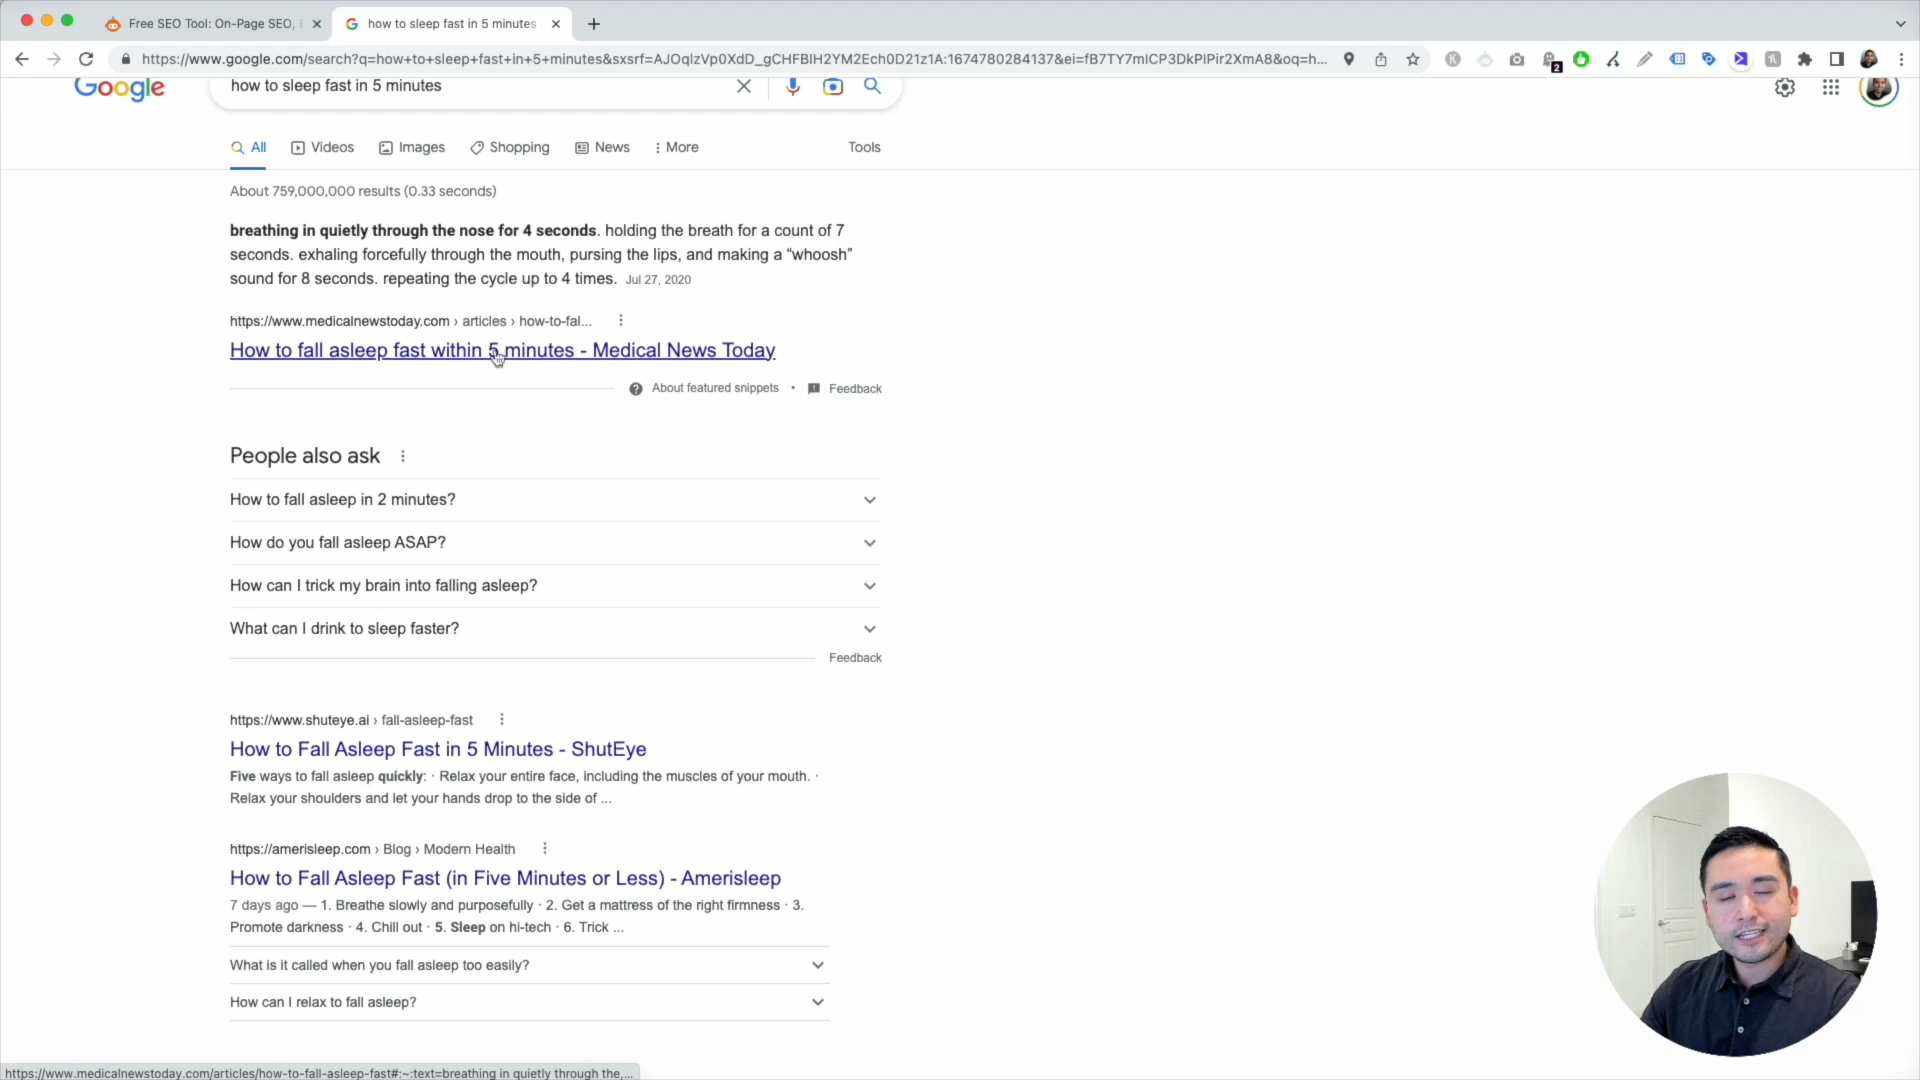 Free SEO Tool: On-Page SEO,
how to sleep fast in 5 minutes
https://www.google.com/search?q=how+to+sleep+fast+in+5+minutes&sxsrf=AJOqlzVp0XdD_gCHFBIH2YM2Ech0D21z1A:1674780284137&ei=fB7TY7mICP3DkPIPir2XmA8&oq=h...
2
Google
how to sleep fast in 5 minutes
All
Videos
Images
Shopping
News
More
Tools
About 759,000,000 results (0.33 seconds)
breathing in quietly through the nose for 4 seconds. holding the breath for a count of 7
seconds. exhaling forcefully through the mouth, pursing the lips, and making a “whoosh”
sound for 8 seconds. repeating the cycle up to 4 times. Jul 27, 2020
https://www.medicalnewstoday.com › articles › how-to-fal...
How to fall asleep fast within 5 minutes - Medical News Today
About featured snippets • Feedback
People also ask
How to fall asleep in 2 minutes?
How do you fall asleep ASAP?
How can I trick my brain into falling asleep?
What can I drink to sleep faster?
Feedback
https://www.shuteye.ai › fall-asleep-fast
How to Fall Asleep Fast in 5 Minutes - ShutEye
Five ways to fall asleep quickly: · Relax your entire face, including the muscles of your mouth. ·
Relax your shoulders and let your hands drop to the side of ...
https://amerisleep.com › Blog › Modern Health
How to Fall Asleep Fast (in Five Minutes or Less) - Amerisleep
7 days ago — 1. Breathe slowly and purposefully · 2. Get a mattress of the right firmness · 3.
Promote darkness · 4. Chill out · 5. Sleep on hi-tech · 6. Trick ...
What is it called when you fall asleep too easily?
How can I relax to fall asleep?
https://www.medicalnewstoday.com/articles/how-to-fall-asleep-fast#:~:text=breathing in quietly through the,...